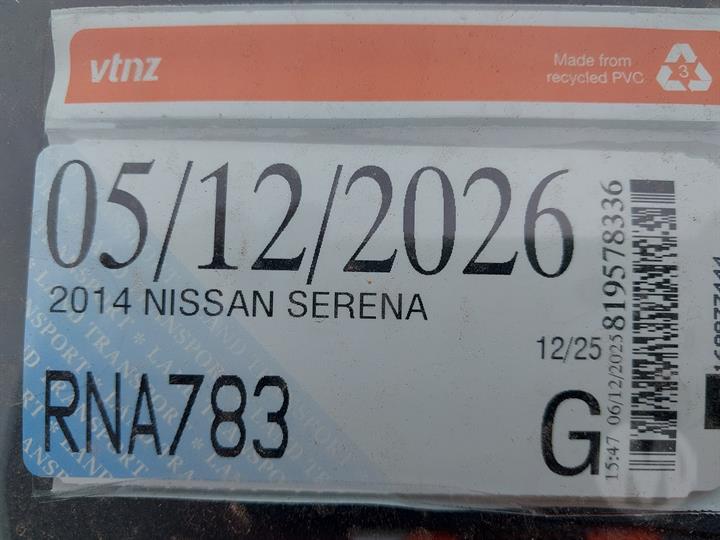 vtnz
Made from
recycled PVC
3
05/12/2026
2014 NISSAN SERENA
12/25
RNA783
G
15:47 06/12/2025
819578336